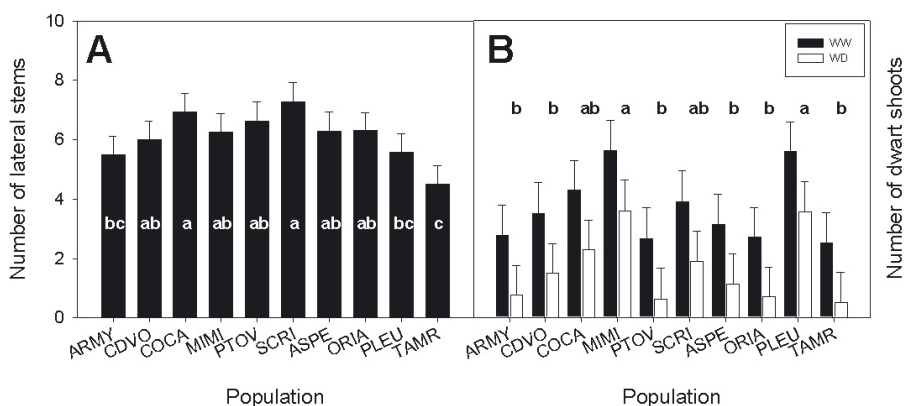 10
8
6
4
2
0
Number of lateral stems
A
bc ab a ab ab a ab ab bc c
ARMY CDVO COCA MIMI PTOV SCRI ASPE ORIA PLEU TAMR
Population
B
WW
WD
b b ab a b ab b b a b
ARMY CDVO COCA MIMI PTOV SCRI ASPE ORIA PLEU TAMR
Population
Number of dwart shoots